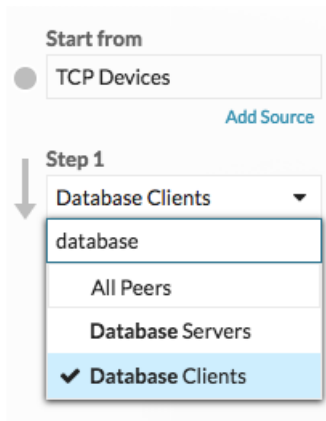 Start from
TCP Devices
Add Source
Step 1
Database Clients
database
All Peers
Database Servers
Database Clients